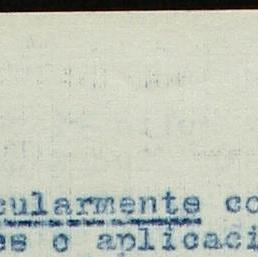 cularmente co
es o aplicaci